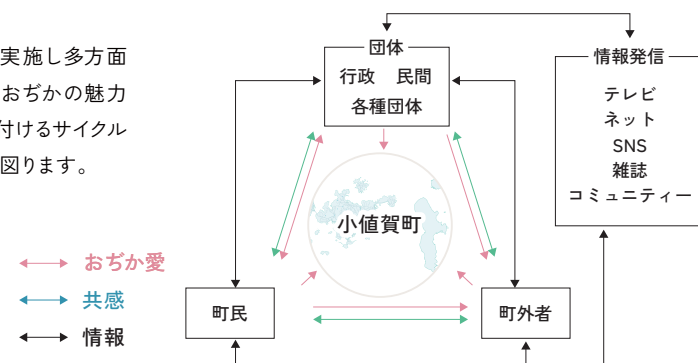 実施し多方面
おぢかの魅力
付けるサイクル
図ります。
団体
行政 民間
各種団体
情報発信
テレビ
ネット
SNS
雑誌
コミュニティー
小値賀町
おぢか愛
共感
情報
町民
町外者